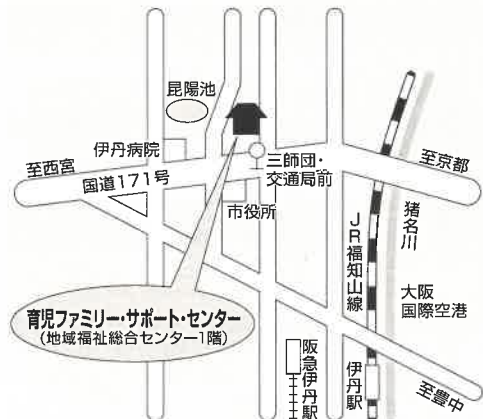 昆陽池
伊丹病院
三師団・
交通局前
至西宮
国道171号
至京都
市役所
猪名川
JR福知山線
大阪
国際空港
育児ファミリー・サポート・センター
(地域福祉総合センター1階)
阪急伊丹駅
伊丹駅
至豊中